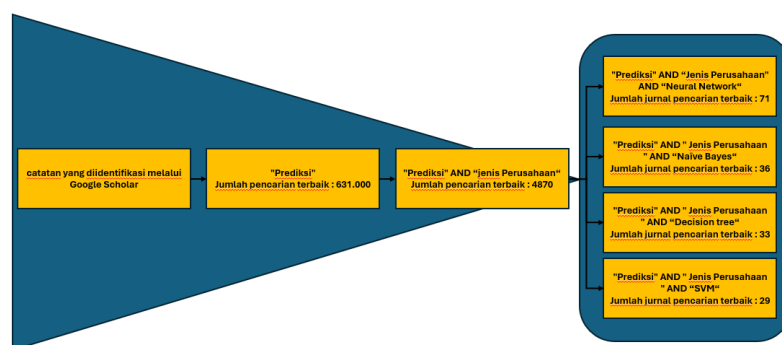 catatan yang diidentifikasi melalui
Google Scholar
"Prediksi"
Jumlah pencarian terbaik : 631.000
"Prediksi" AND “jenis Perusahaan“
Jumlah pencarian terbaik : 4870
"Prediksi" AND “Jenis Perusahaan"
AND “Neural Network“
Jumlah jurnal pencarian terbaik : 71
"Prediksi" AND " Jenis Perusahaan
" AND “Naïve Bayes“
Jumlah jurnal pencarian terbaik : 36
"Prediksi" AND " Jenis Perusahaan
" AND “Decision tree“
Jumlah jurnal pencarian terbaik : 33
"Prediksi" AND " Jenis Perusahaan
" AND “SVM“
Jumlah jurnal pencarian terbaik : 29